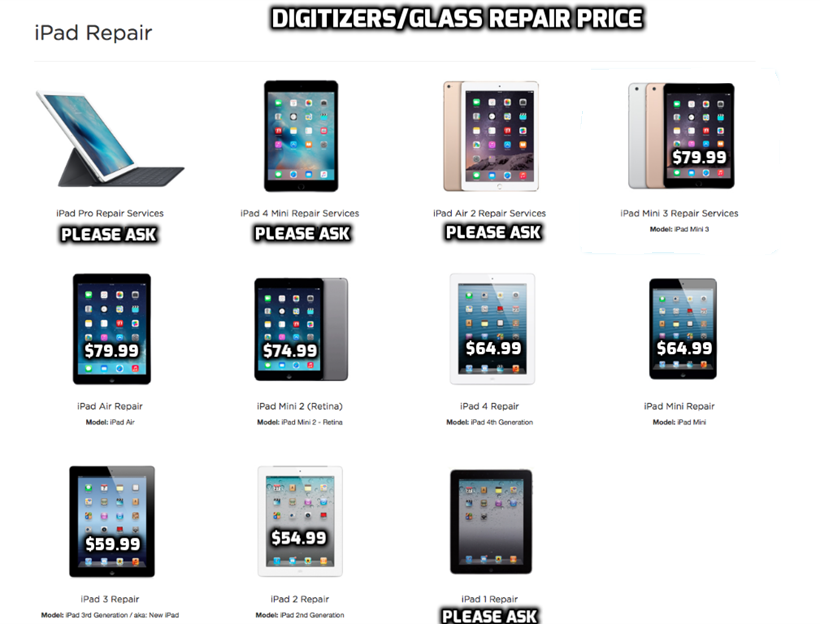 DIGITIZERS/GLASS REPAIR PRICE
iPad Repair
$79.99
iPad Pro Repair Services
iPad 4 Mini Repair Services
iPad Air 2 Repair Services
iPad Mini 3 Repair Services
PLEASE ASK
PLEASE ASK
PLEASE ASK
Model: iPad Mini 3
$79.99
$74.99
$64.99
$64.99
iPad Air Repair
iPad Mini 2 (Retina)
iPad 4 Repair
iPad Mini Repair
Model: iPad Air
Model: iPad Mini 2 - Retina
Model: iPad 4th Generation
Model: iPad Mini
$59.99
$54.99
iPad 3 Repair
iPad 2 Repair
iPad 1 Repair
Model: iPad 3rd Generation / aka: New iPad
Model: iPad 2nd Generation
PLEASE ASK